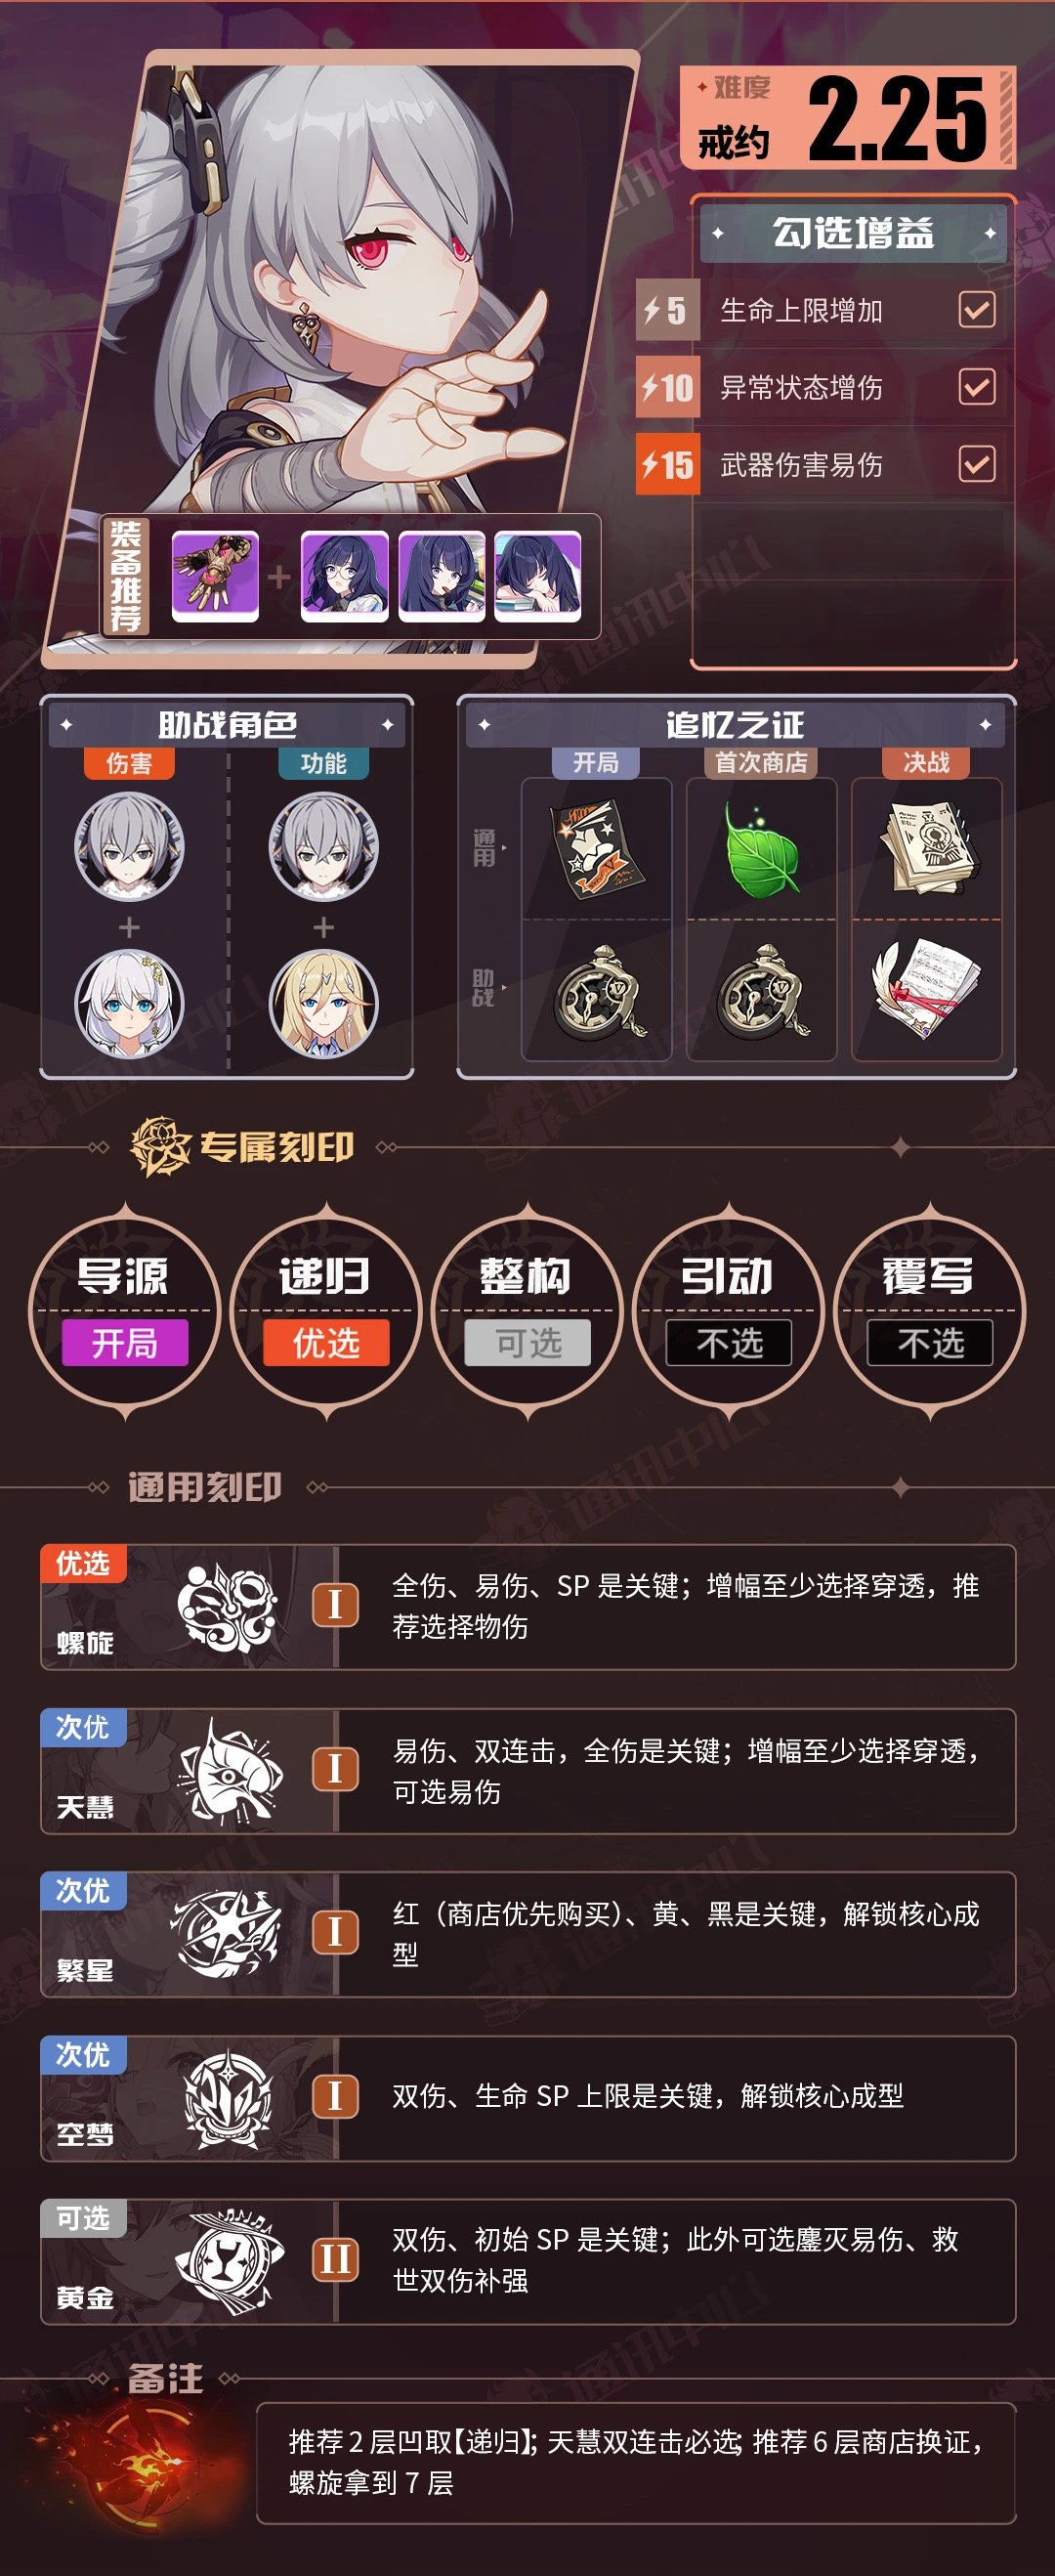 难度
戒约
2.25
勾选增益
5 生命上限增加
10 异常状态增伤
15 武器伤害易伤
装备推荐
助战角色
伤害 功能
追忆之证
开局 首次商店 决战
通用
助战
专属刻印
导源 递归 整构 引动 覆写
开局 优选 可选 不选 不选
通用刻印
优选
螺旋
I
全伤、易伤、SP 是关键；增幅至少选择穿透，推
荐选择物伤
次优
天慧
I
易伤、双连击，全伤是关键；增幅至少选择穿透，
可选易伤
次优
繁星
I
红（商店优先购买）、黄、黑是关键，解锁核心成
型
次优
空梦
I
双伤、生命 SP 上限是关键，解锁核心成型
可选
黄金
II
双伤、初始 SP 是关键；此外可选鏖灭易伤、救
世双伤补强
备注
推荐 2 层凹取【递归】；天慧双连击必选；推荐 6 层商店换证，
螺旋拿到 7 层
通讯中心